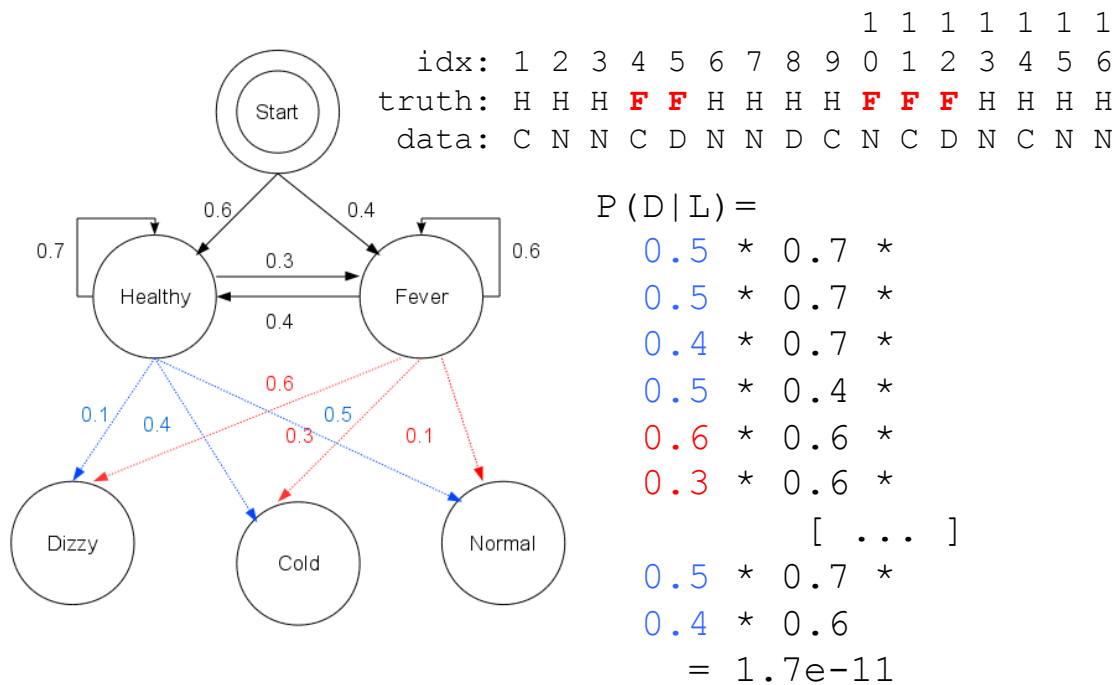 1 1 1 1 1 1 1
idx: 1 2 3 4 5 6 7 8 9 0 1 2 3 4 5 6
truth: H H H F F H H H H F F F H H H H
data: C N N C D N N D C N C D N C N N
Start
0.6
0.4
0.7
0.3
0.6
Healthy
Fever
0.4
0.6
0.1
0.4
0.5
0.3
0.1
Dizzy
Cold
Normal
P(D|L)=
0.5 * 0.7 *
0.5 * 0.7 *
0.4 * 0.7 *
0.5 * 0.4 *
0.6 * 0.6 *
0.3 * 0.6 *
[ ... ]
0.5 * 0.7 *
0.4 * 0.6
= 1.7e-11